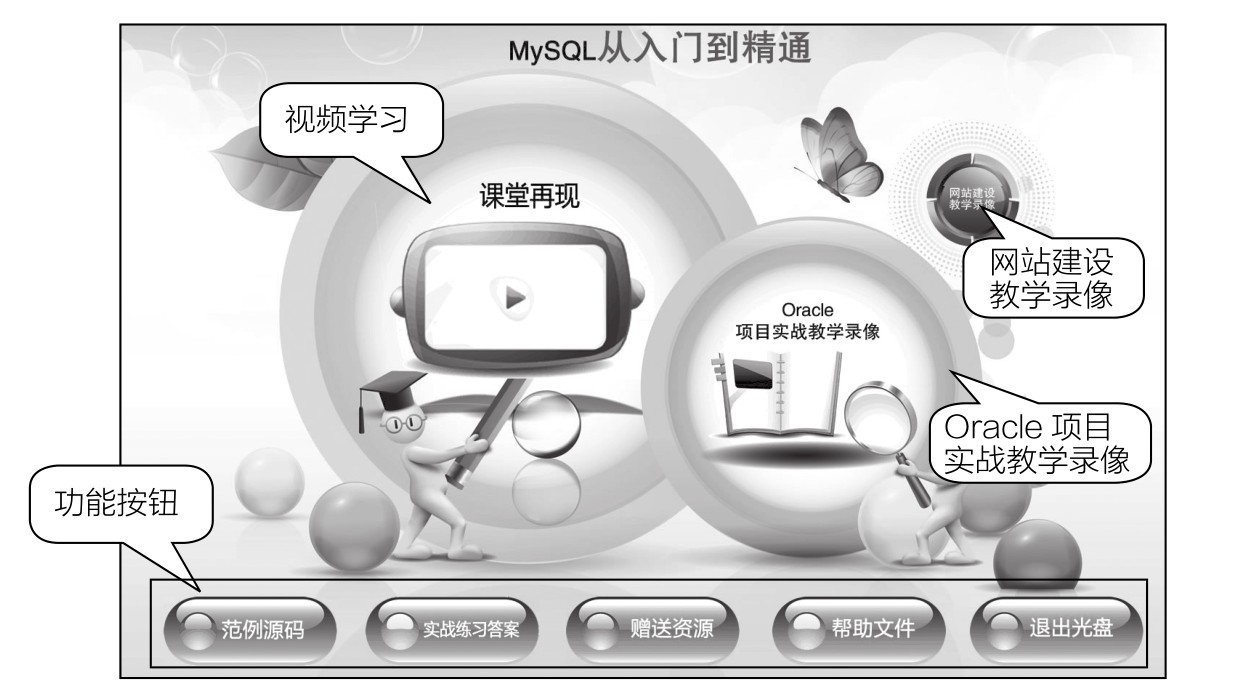 MySQL从入门到精通
视频学习
课堂再现
网站建设
教学录像
网站建设
教学录像
Oracle
项目实战教学录像
Oracle 项目
实战教学录像
功能按钮
范例源码
实战练习答案
赠送资源
帮助文件
退出光盘